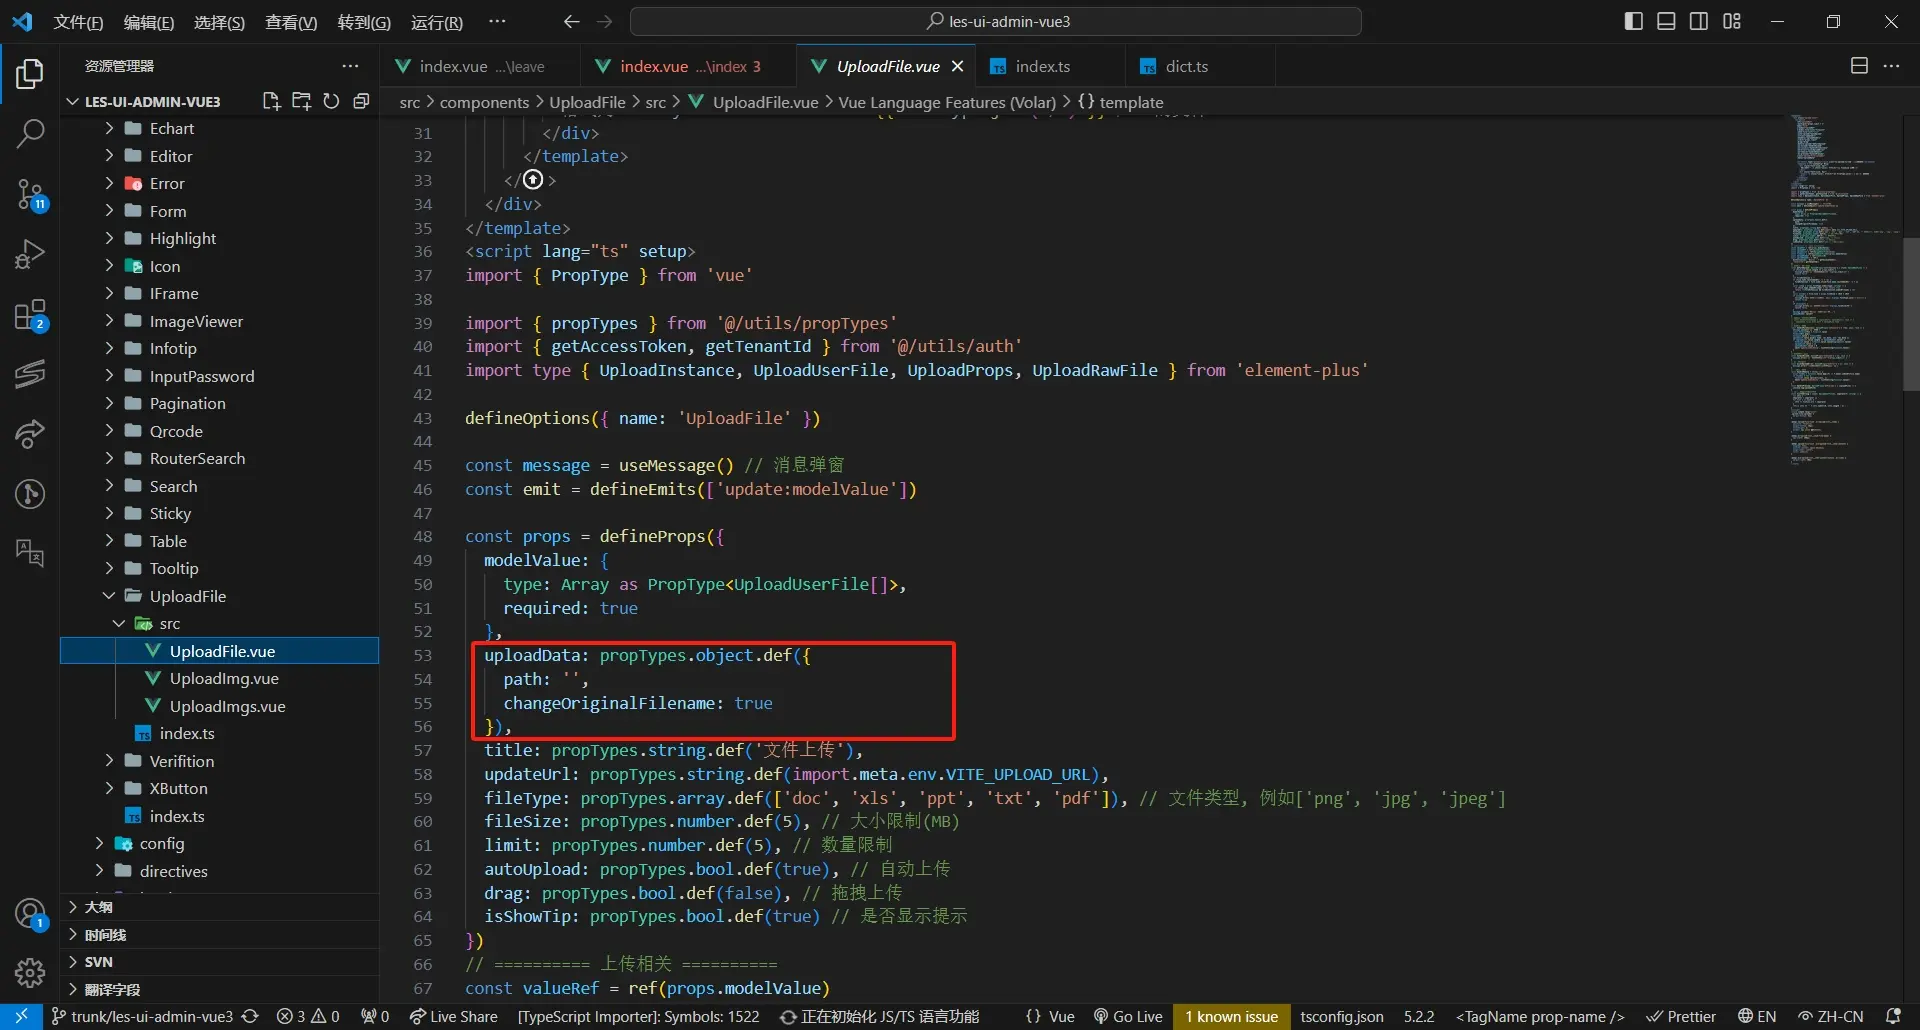 文件(F) 编辑(E) 选择(S) 查看(V) 转到(G) 运行(R) ··· les-ui-admin-vue3
资源管理器 ···
index.vue ...\leave index.vue ...\index 3 UploadFile.vue index.ts dict.ts ···
LES-UI-ADMIN-VUE3
src > components > UploadFile > src > UploadFile.vue > Vue Language Features (Volar) > {} template
Echart
Editor
Error
Form
Highlight
Icon
IFrame
ImageViewer
Infotip
InputPassword
Pagination
Qrcode
RouterSearch
Search
Sticky
Table
Tooltip
UploadFile
src
UploadFile.vue
UploadImg.vue
UploadImgs.vue
index.ts
Verifition
XButton
index.ts
config
directives
大纲
时间线
SVN
翻译字段
11
2
1
31 </div>
32 </template>
33 </ >
34 </div>
35 </template>
36 <script lang="ts" setup>
37 import { PropType } from 'vue'
38
39 import { propTypes } from '@/utils/propTypes'
40 import { getAccessToken, getTenantId } from '@/utils/auth'
41 import type { UploadInstance, UploadUserFile, UploadProps, UploadRawFile } from 'element-plus'
42
43 defineOptions({ name: 'UploadFile' })
44
45 const message = useMessage() // 消息弹窗
46 const emit = defineEmits(['update:modelValue'])
47
48 const props = defineProps({
49 modelValue: {
50 type: Array as PropType<UploadUserFile[]>,
51 required: true
52 },
53 uploadData: propTypes.object.def({
54 path: '',
55 changeOriginalFilename: true
56 }),
57 title: propTypes.string.def('文件上传'),
58 updateUrl: propTypes.string.def(import.meta.env.VITE_UPLOAD_URL),
59 fileType: propTypes.array.def(['doc', 'xls', 'ppt', 'txt', 'pdf']), // 文件类型, 例如['png', 'jpg', 'jpeg']
60 fileSize: propTypes.number.def(5), // 大小限制(MB)
61 limit: propTypes.number.def(5), // 数量限制
62 autoUpload: propTypes.bool.def(true), // 自动上传
63 drag: propTypes.bool.def(false), // 拖拽上传
64 isShowTip: propTypes.bool.def(true) // 是否显示提示
65 })
66 // ========== 上传相关 ==========
67 const valueRef = ref(props.modelValue)
trunk/les-ui-admin-vue3 3 0 0 Live Share [TypeScript Importer]: Symbols: 1522 正在初始化 JS/TS 语言功能 {} Vue Go Live 1 known issue tsconfig.json 5.2.2 <TagName prop-name /> Prettier EN ZH-CN